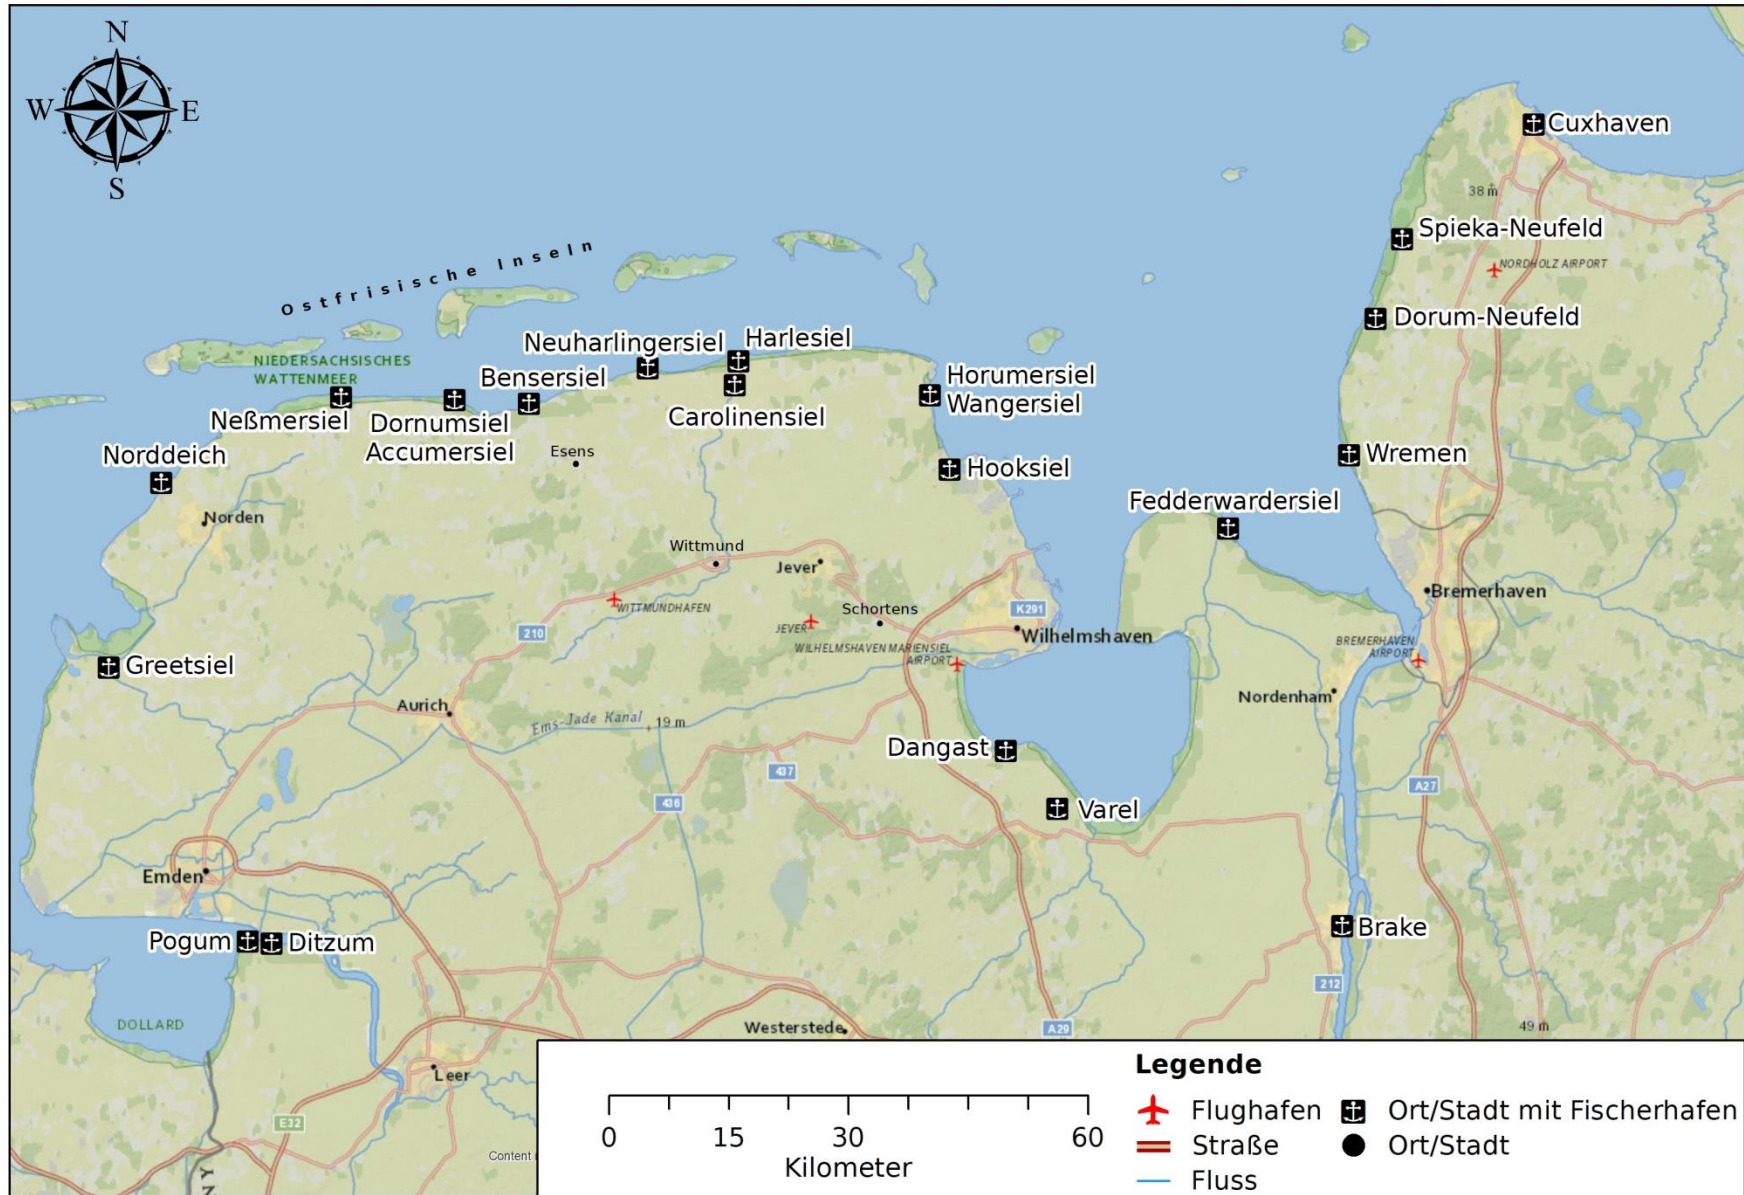 N
W
E
S
Cuxhaven
38 m
Spieka-Neufeld
NORDHOLZ AIRPORT
Ostfriesische Inseln
Dorum-Neufeld
Neuharlingersiel
Harlesiel
NIEDERSACHSISCHES
WATTENMEER
Bensersiel
Horumersiel
Wangersiel
Carolinensiel
Neßmersiel
Dornumsiel
Accumersiel
Esens
Norddeich
Hooksiel
Wremen
Fedderwardersiel
Norden
Wittmund
Jever
Bremerhaven
WITTMUNDHAFEN
Schortens
K291
JEVER
210
Wilhelmshaven
WILHELMSHAVEN MARIENSIEL
AIRPORT
BREMERHAVEN
AIRPORT
Greetsiel
Nordenham
Aurich
Ems-Jade Kanal
19 m
Dangast
437
A27
436
Varel
Emden
Brake
Pogum
Ditzum
212
DOLLARD
Westerstede
A29
49 m
Leer
E32
NY
Content
0
15
30
60
Kilometer
Legende
Flughafen
Ort/Stadt mit Fischerhafen
Straße
Ort/Stadt
Fluss